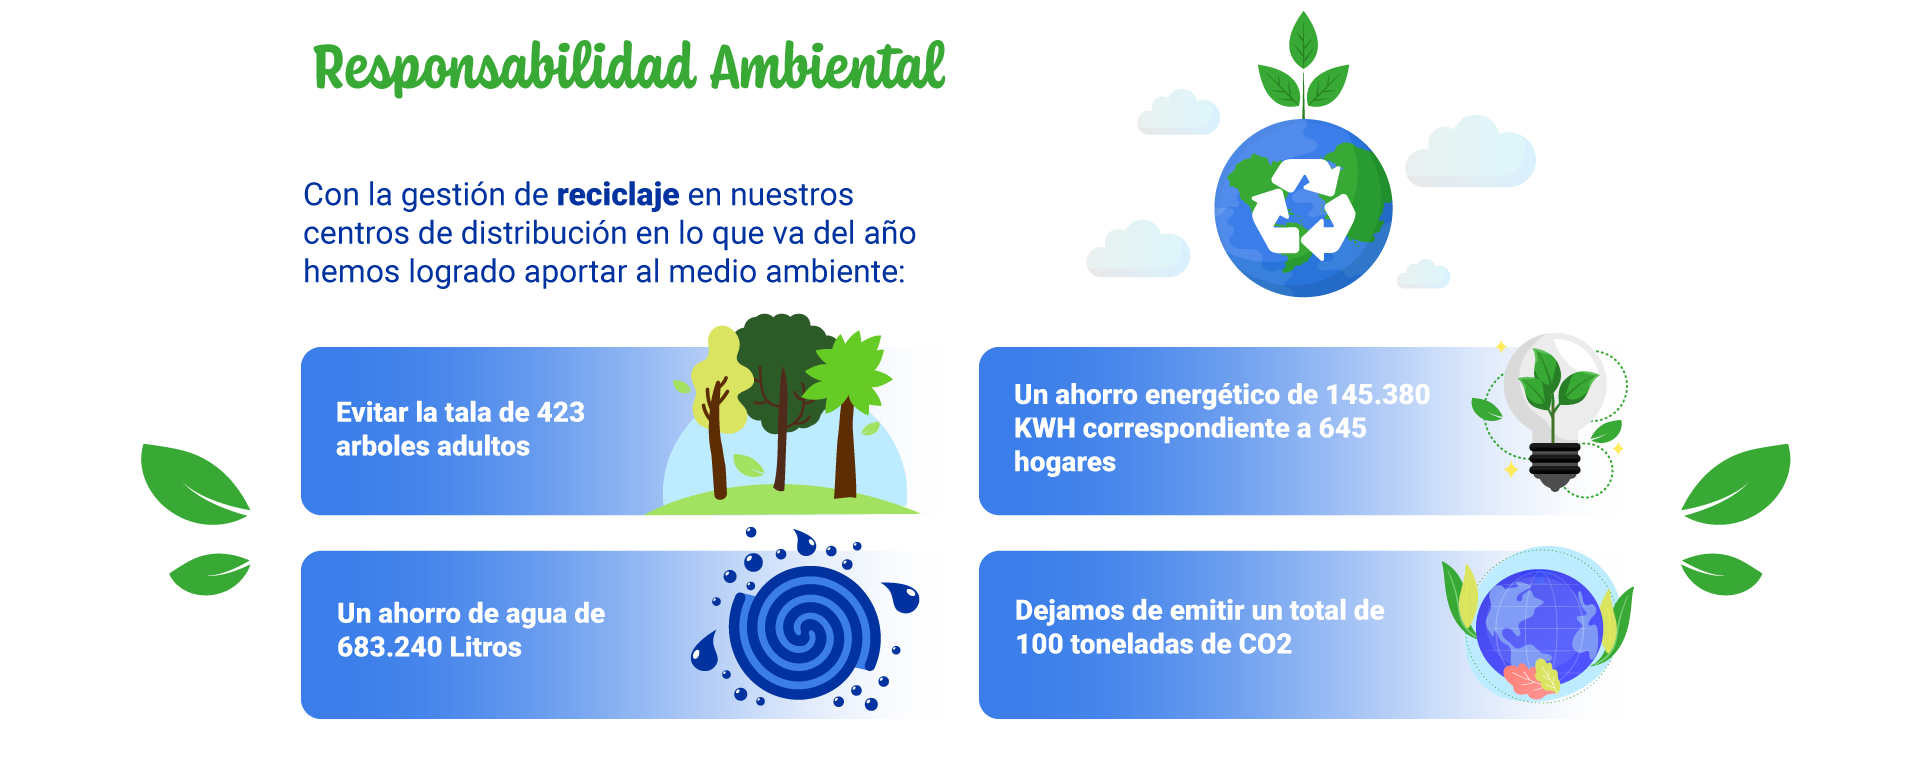 Responsabilidad Ambiental
Con la gestión de reciclaje en nuestros
centros de distribución en lo que va del año
hemos logrado aportar al medio ambiente:
Evitar la tala de 423
arboles adultos
Un ahorro energético de 145.380
KWH correspondiente a 645
hogares
Un ahorro de agua de
683.240 Litros
Dejamos de emitir un total de
100 toneladas de CO2